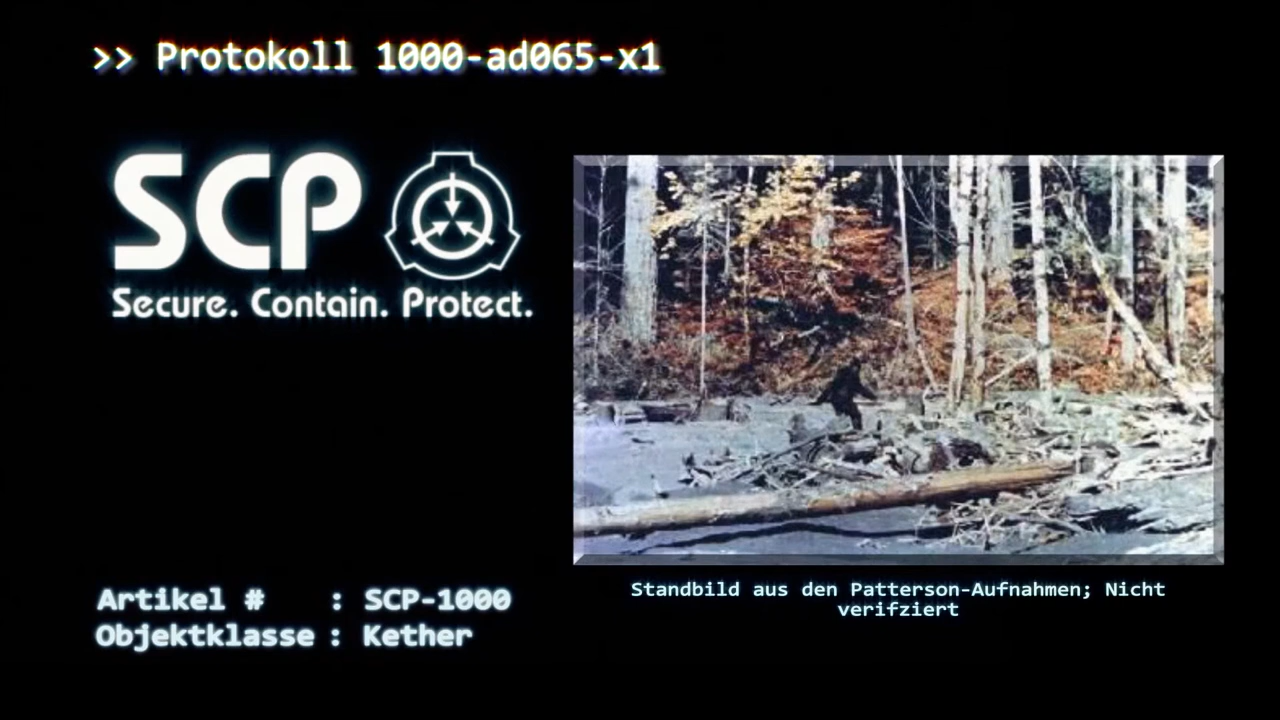 >> Protokoll 1000-ad065-x1
SCP
Secure. Contain. Protect.
Standbild aus den Patterson-Aufnahmen; Nicht
verifziert
Artikel # : SCP-1000
Objektklasse : Kether